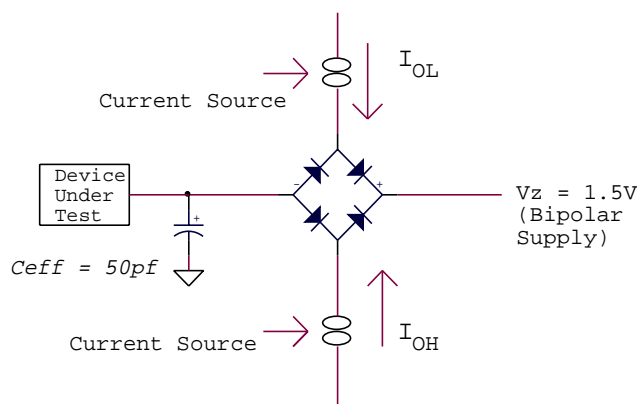 I_OL
Current Source
Device
Under
Test
-
+
Vz = 1.5V
(Bipolar
Supply)
+
Ceff = 50pf
Current Source
I_OH